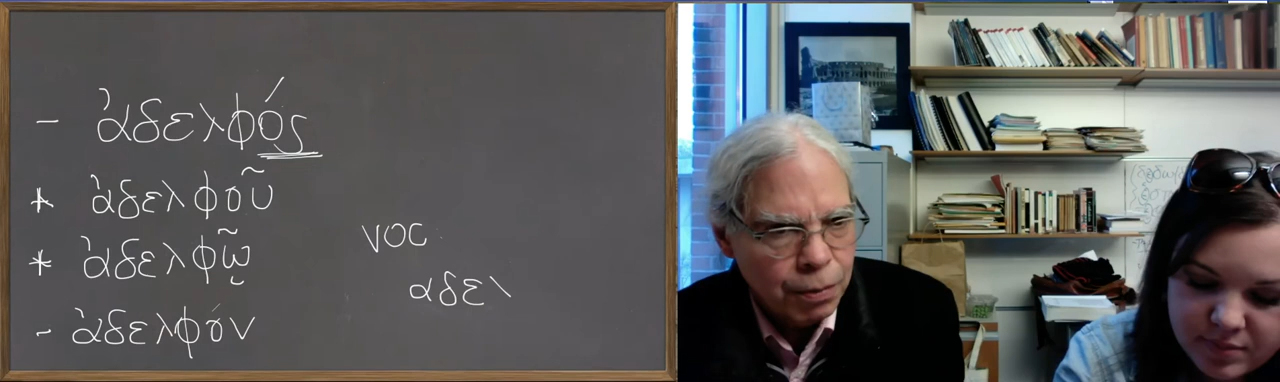 - ἀδελφός
* ἀδελφοῦ
* ἀδελφῷ
- ἀδελφόν
voc.
αδελ